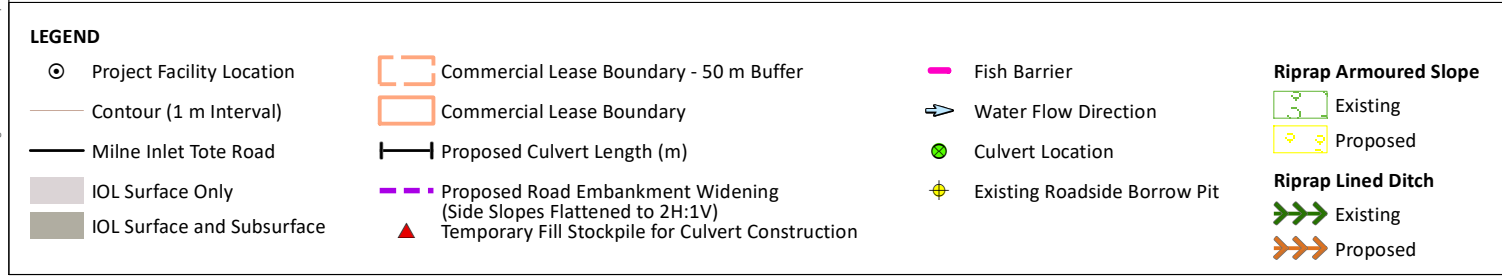 LEGEND
Project Facility Location
Contour (1 m Interval)
Milne Inlet Tote Road
IOL Surface Only
IOL Surface and Subsurface
Commercial Lease Boundary - 50 m Buffer
Commercial Lease Boundary
Proposed Culvert Length (m)
Proposed Road Embankment Widening
(Side Slopes Flattened to 2H:1V)
Temporary Fill Stockpile for Culvert Construction
Fish Barrier
Water Flow Direction
Culvert Location
Existing Roadside Borrow Pit
Riprap Armoured Slope
Existing
Proposed
Riprap Lined Ditch
Existing
Proposed